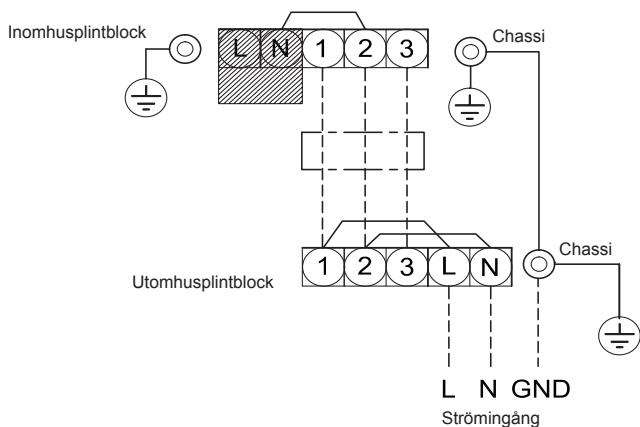 Inomhusplintblock
L N 1 2 3
Chassi
Utomhusplintblock
1 2 3 L N
Chassi
L N GND
Strömingång